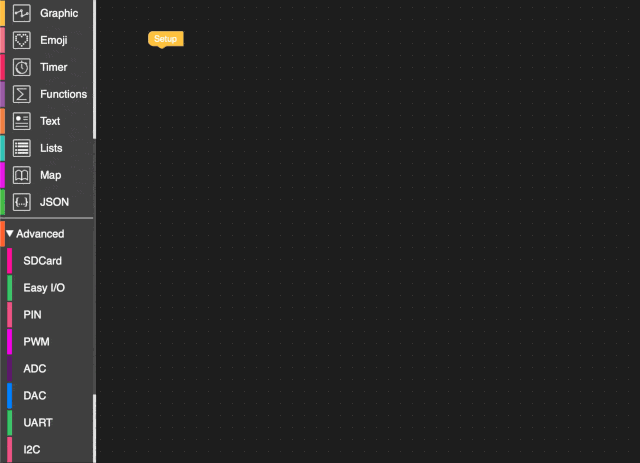 Graphic
Emoji
Timer
Functions
Text
Lists
Map
{..} JSON
Advanced
SDCard
Easy I/O
PIN
PWM
ADC
DAC
UART
I2C
Setup